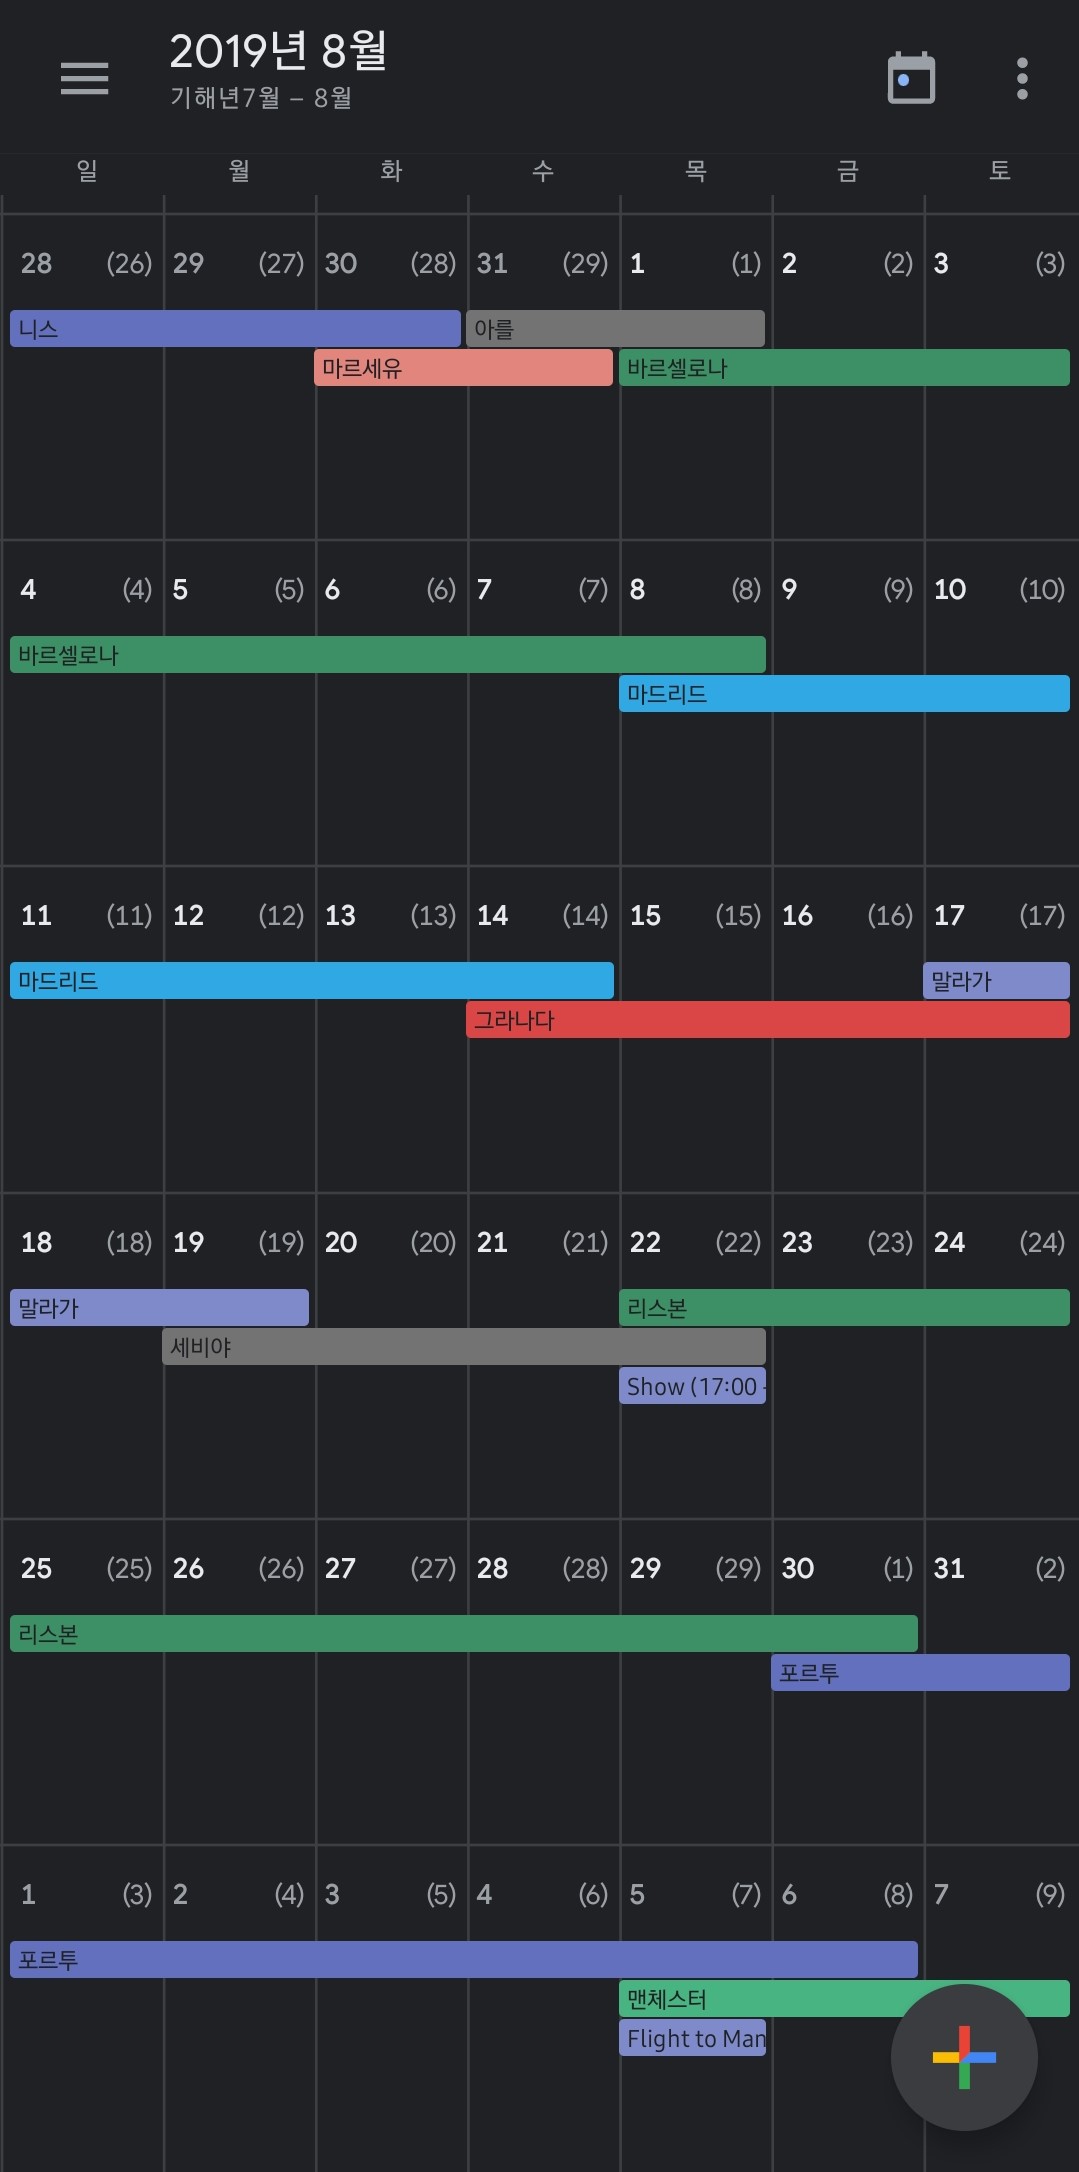 2019년 8월
기해년7월 – 8월
일 월 화 수 목 금 토
28 (26) 29 (27) 30 (28) 31 (29) 1 (1) 2 (2) 3 (3)
니스 아를
마르세유 바르셀로나
4 (4) 5 (5) 6 (6) 7 (7) 8 (8) 9 (9) 10 (10)
바르셀로나
마드리드
11 (11) 12 (12) 13 (13) 14 (14) 15 (15) 16 (16) 17 (17)
마드리드 말라가
그라나다
18 (18) 19 (19) 20 (20) 21 (21) 22 (22) 23 (23) 24 (24)
말라가 리스본
세비야
Show (17:00 -
25 (25) 26 (26) 27 (27) 28 (28) 29 (29) 30 (1) 31 (2)
리스본
포르투
1 (3) 2 (4) 3 (5) 4 (6) 5 (7) 6 (8) 7 (9)
포르투
맨체스터
Flight to Man